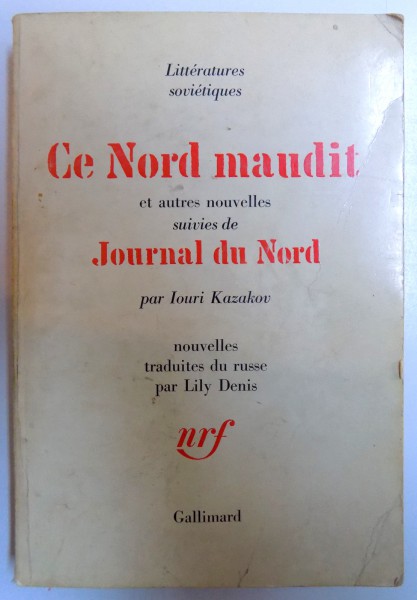 Littératures
soviétiques
Ce Nord maudit
et autres nouvelles
suivies de
Journal du Nord
par Iouri Kazakov
nouvelles
traduites du russe
par Lily Denis
nrf
Gallimard